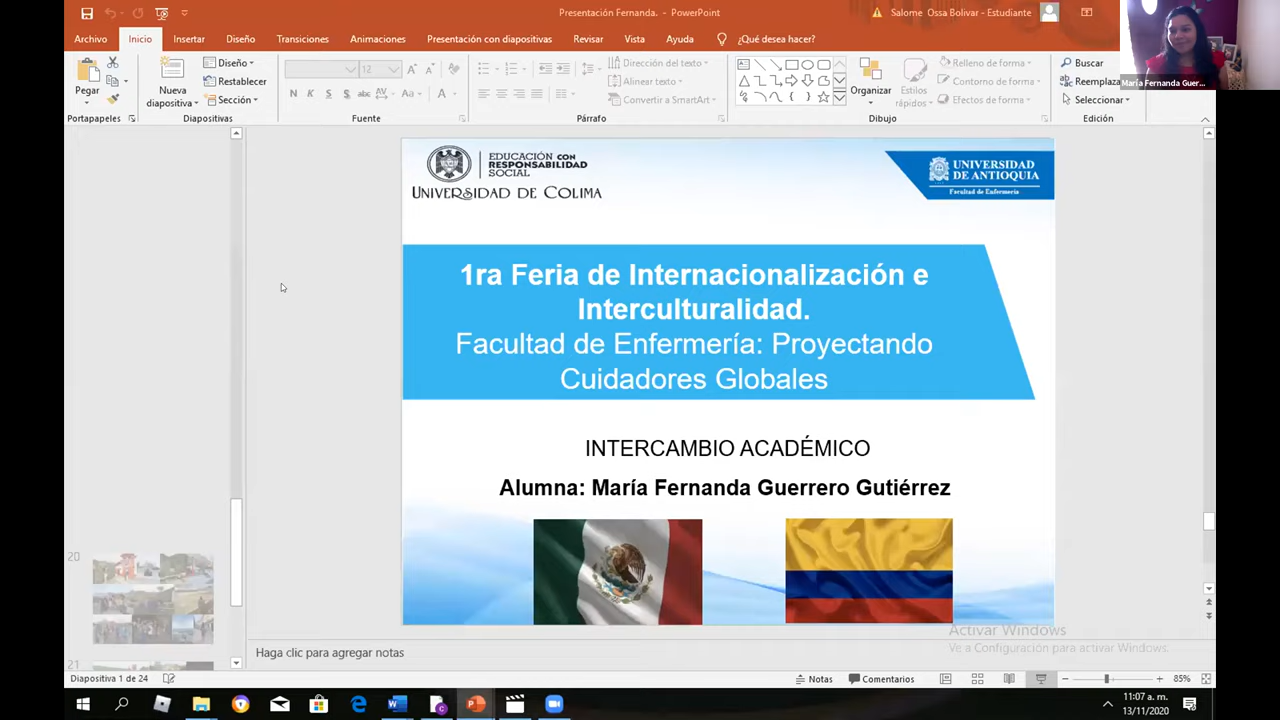 Presentación Fernanda. - PowerPoint
Salome Ossa Bolivar - Estudiante
Archivo Inicio Insertar Diseño Transiciones Animaciones Presentación con diapositivas Revisar Vista Ayuda ¿Qué desea hacer?
Pegar
Nueva diapositiva
Diseño
Restablecer
Sección
12
N K S S abc AV Aa A
Dirección del texto
Alinear texto
Convertir a SmartArt
Organizar
Estilos rápidos
Relleno de forma
Contorno de forma
Efectos de forma
Buscar
Reemplaza
Seleccionar
María Fernanda Guer...
Portapapeles Diapositivas Fuente Párrafo Dibujo Edición
EDUCACIÓN CON
RESPONSABILIDAD
SOCIAL
UNIVERSIDAD DE COLIMA
UNIVERSIDAD
DE ANTIOQUIA
Facultad de Enfermería
1ra Feria de Internacionalización e
Interculturalidad.
Facultad de Enfermería: Proyectando
Cuidadores Globales
INTERCAMBIO ACADÉMICO
Alumna: María Fernanda Guerrero Gutiérrez
20
21
Activar Windows
Ve a Configuración para activar Windows.
Haga clic para agregar notas
Diapositiva 1 de 24
Notas
Comentarios
85%
11:07 a. m.
13/11/2020